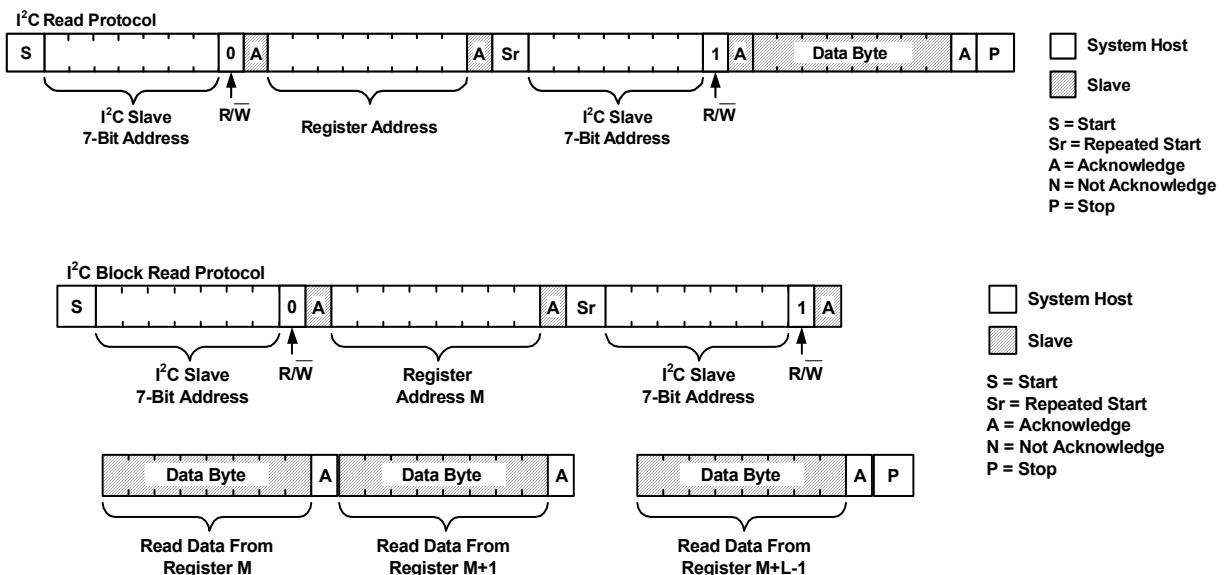 I²C Read Protocol
S 0 A A Sr 1 A Data Byte A P
I²C Slave
7-Bit Address
R/W̅
Register Address
I²C Slave
7-Bit Address
R/W̅
System Host
Slave
S = Start
Sr = Repeated Start
A = Acknowledge
N = Not Acknowledge
P = Stop
I²C Block Read Protocol
S 0 A A Sr 1 A
I²C Slave
7-Bit Address
R/W̅
Register
Address M
I²C Slave
7-Bit Address
R/W̅
System Host
Slave
S = Start
Sr = Repeated Start
A = Acknowledge
N = Not Acknowledge
P = Stop
Data Byte A Data Byte A Data Byte A P
Read Data From
Register M
Read Data From
Register M+1
Read Data From
Register M+L-1